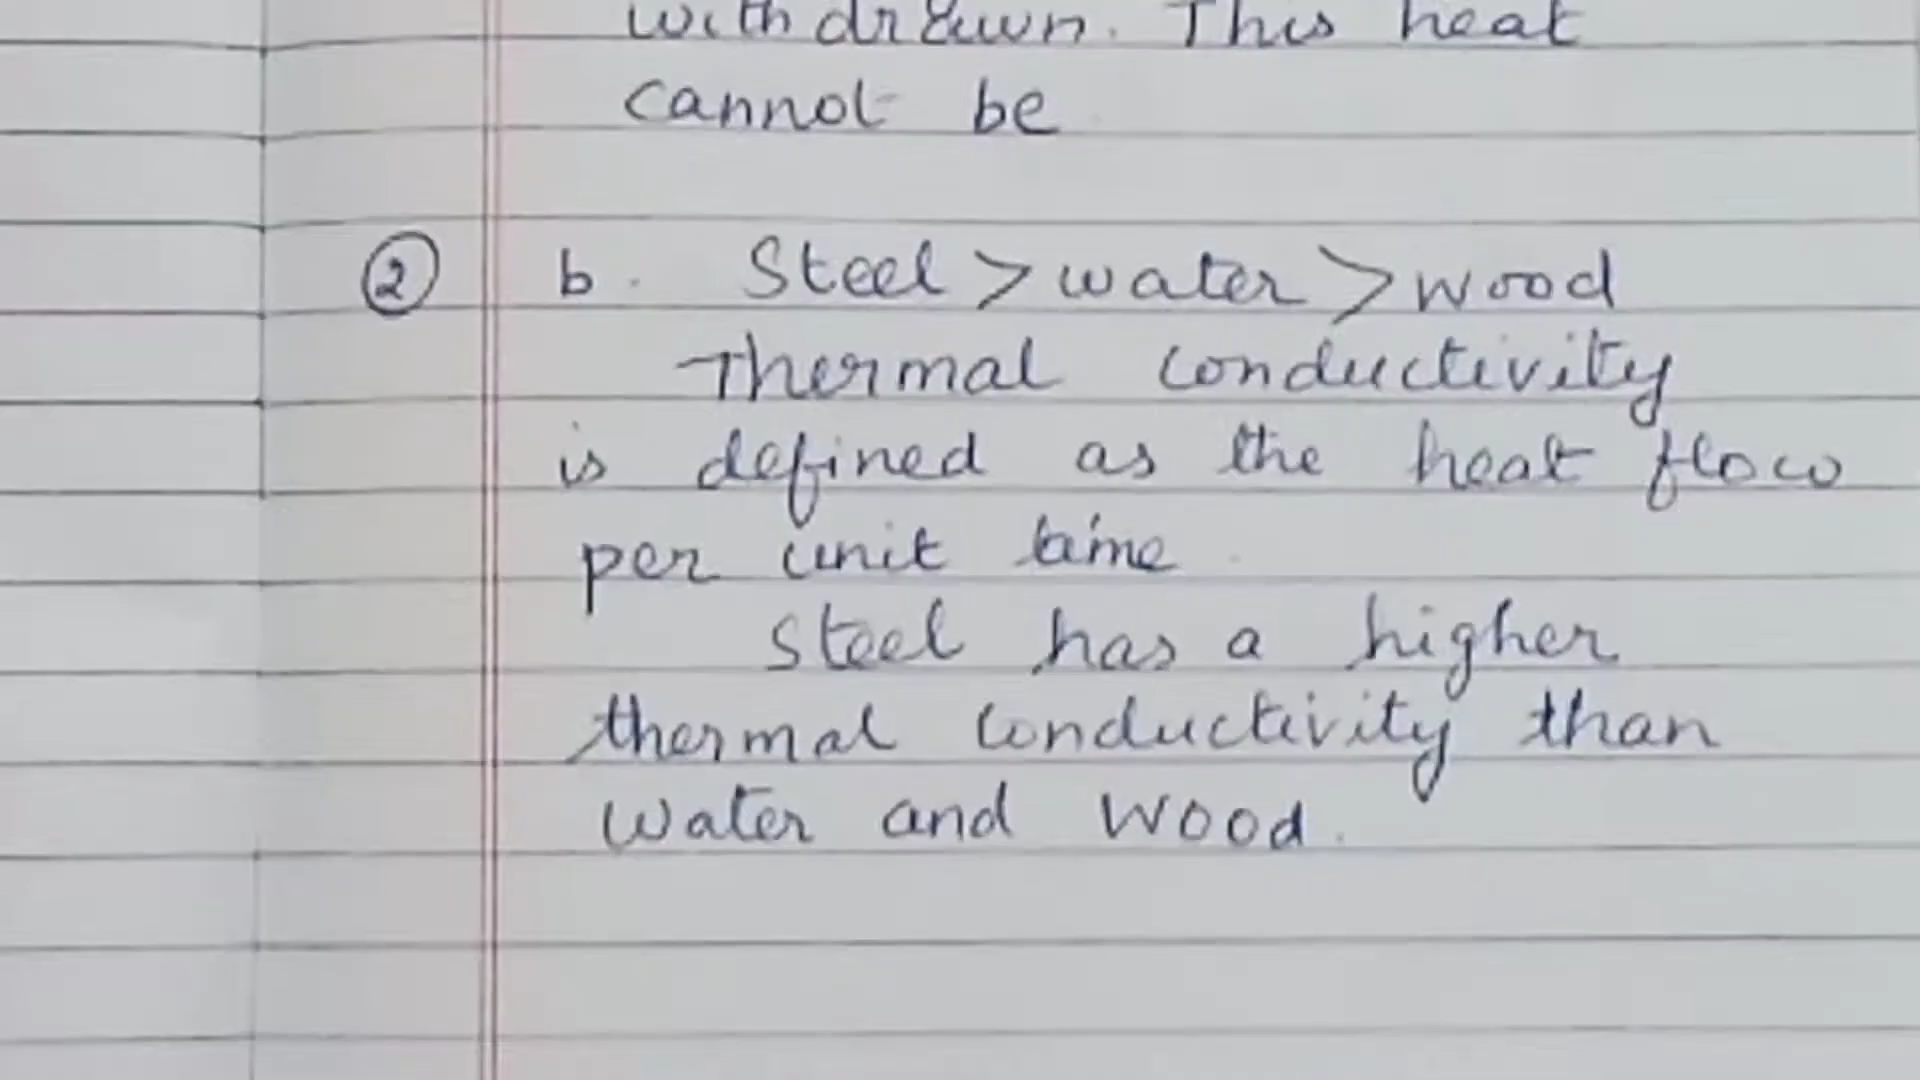 withdrawn. This heat
cannot be
② b. Steel > water > wood
Thermal conductivity
is defined as the heat flow
per unit time
Steel has a higher
thermal conductivity than
water and wood.